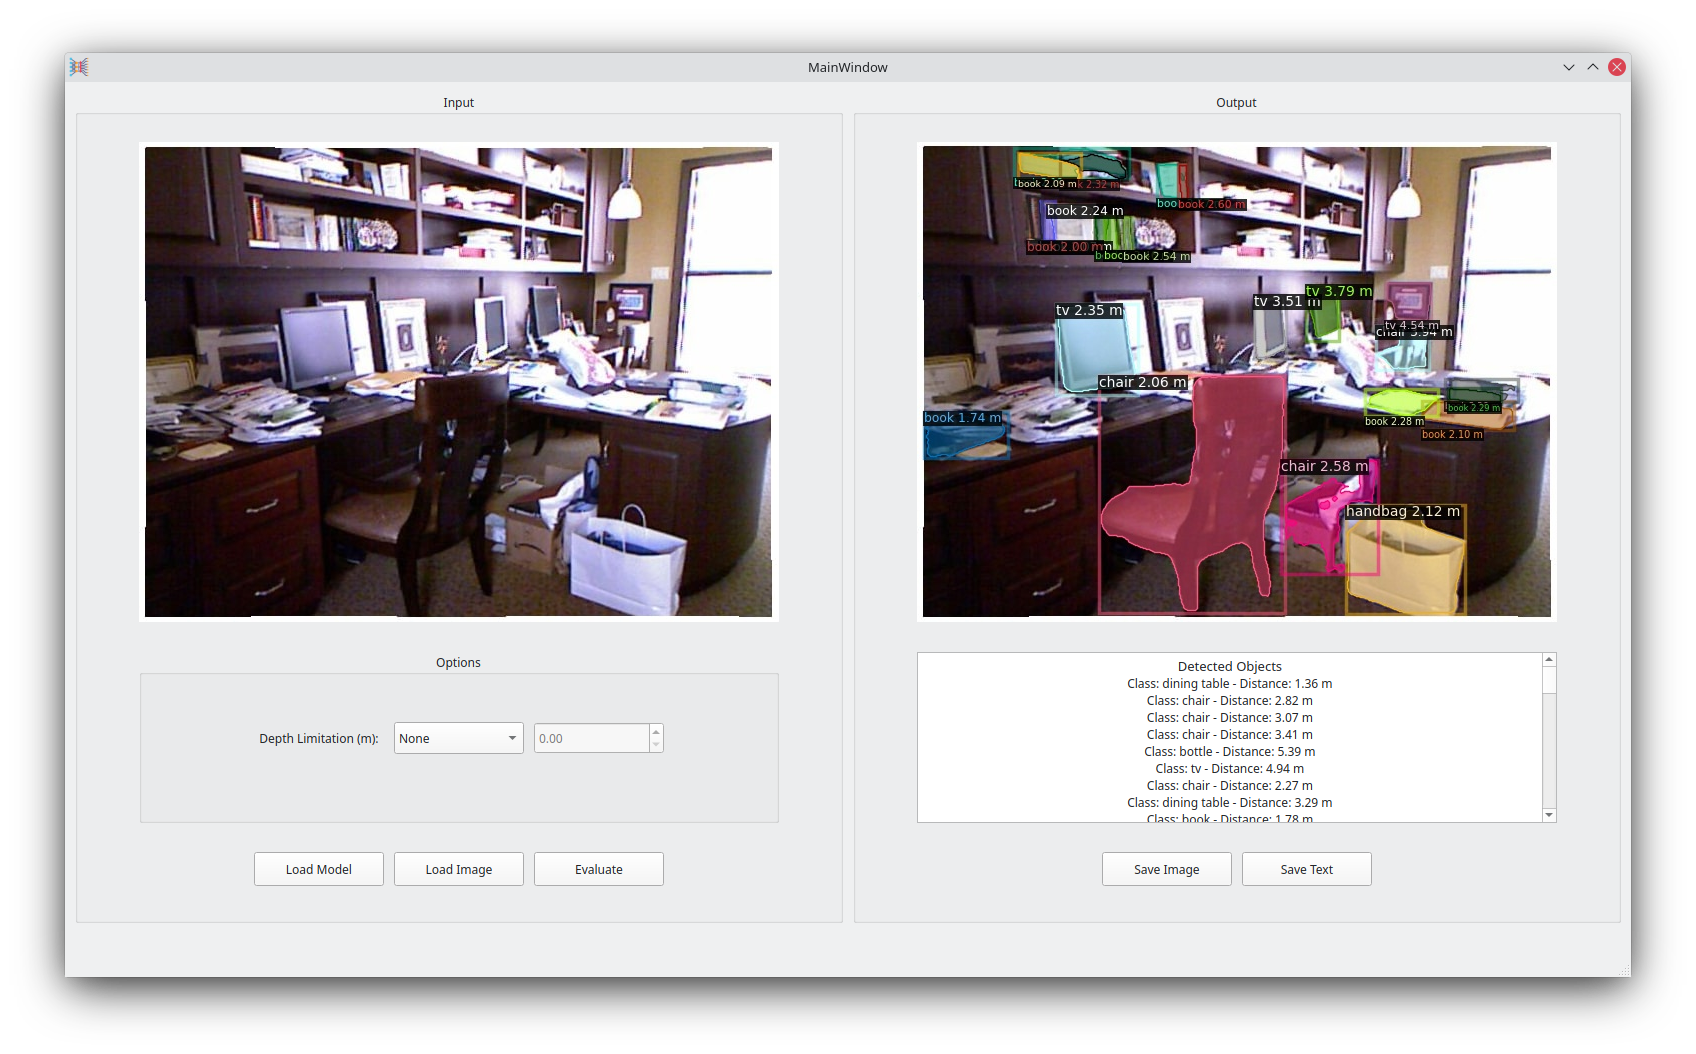 MainWindow
Input
Output
book 2.09 m
k 2.32 m
boo
book 2.60 m
book 2.24 m
book 2.00 m
book 2.54 m
tv 3.79 m
tv 3.51
tv 2.35 m
tv 4.54 m
chair 3.94 m
chair 2.06 m
book 2.29 m
book 1.74 m
book 2.28 m
book 2.10 m
chair 2.58 m
handbag 2.12 m
Options
Depth Limitation (m):
None
0.00
Detected Objects
Class: dining table - Distance: 1.36 m
Class: chair - Distance: 2.82 m
Class: chair - Distance: 3.07 m
Class: chair - Distance: 3.41 m
Class: bottle - Distance: 5.39 m
Class: tv - Distance: 4.94 m
Class: chair - Distance: 2.27 m
Class: dining table - Distance: 3.29 m
Class: book - Distance: 1.78 m
Load Model
Load Image
Evaluate
Save Image
Save Text